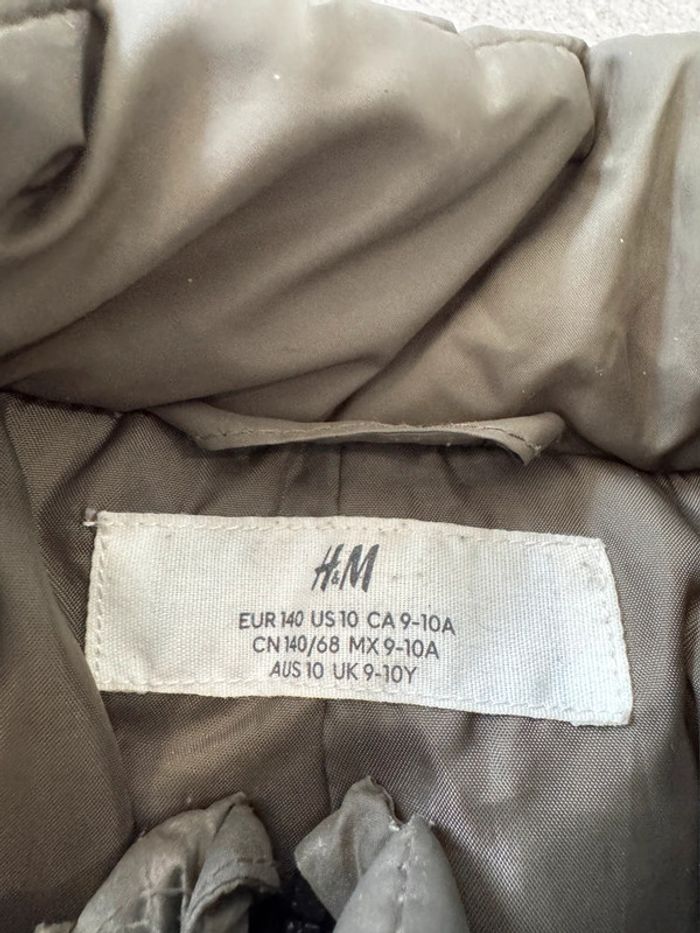 H&M
EUR 140 US 10 CA 9-10A
CN 140/68 MX 9-10A
AUS 10 UK 9-10Y